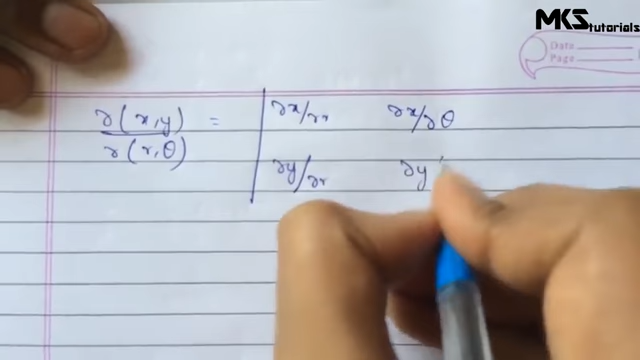 MKS tutorials
Date
Page
∂(x,y) / ∂(r,θ) = | ∂x/∂r ∂x/∂θ
∂y/∂r ∂y